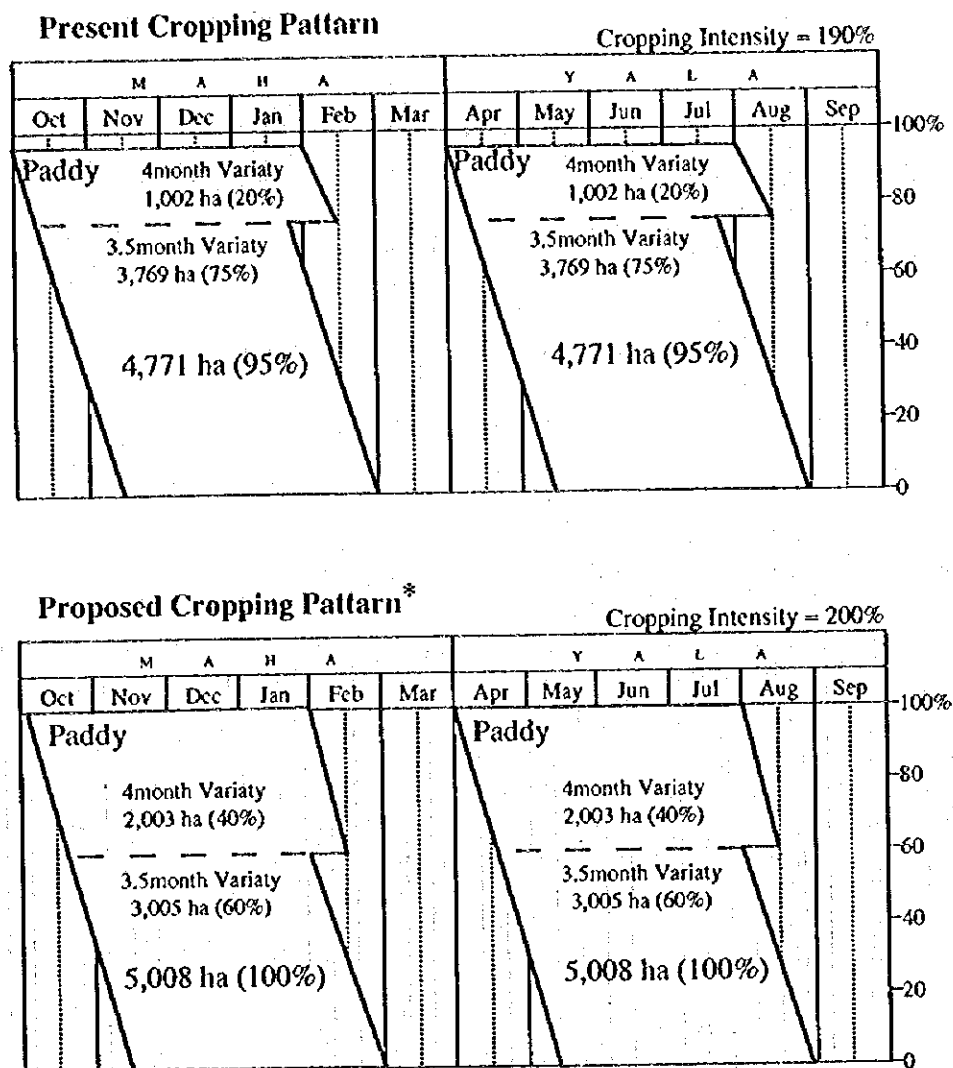 Present Cropping Pattarn
Cropping Intensity = 190%
M A H A
Y A L A
Oct Nov Dec Jan Feb Mar Apr May Jun Jul Aug Sep
100%
Paddy
4month Variaty
1,002 ha (20%)
3.5month Variaty
3,769 ha (75%)
4,771 ha (95%)
Paddy
4month Variaty
1,002 ha (20%)
3.5month Variaty
3,769 ha (75%)
4,771 ha (95%)
80
60
40
20
0
Proposed Cropping Pattarn*
Cropping Intensity = 200%
M A H A
Y A L A
Oct Nov Dec Jan Feb Mar Apr May Jun Jul Aug Sep
100%
Paddy
4month Variaty
2,003 ha (40%)
3.5month Variaty
3,005 ha (60%)
5,008 ha (100%)
Paddy
4month Variaty
2,003 ha (40%)
3.5month Variaty
3,005 ha (60%)
5,008 ha (100%)
80
60
40
20
0